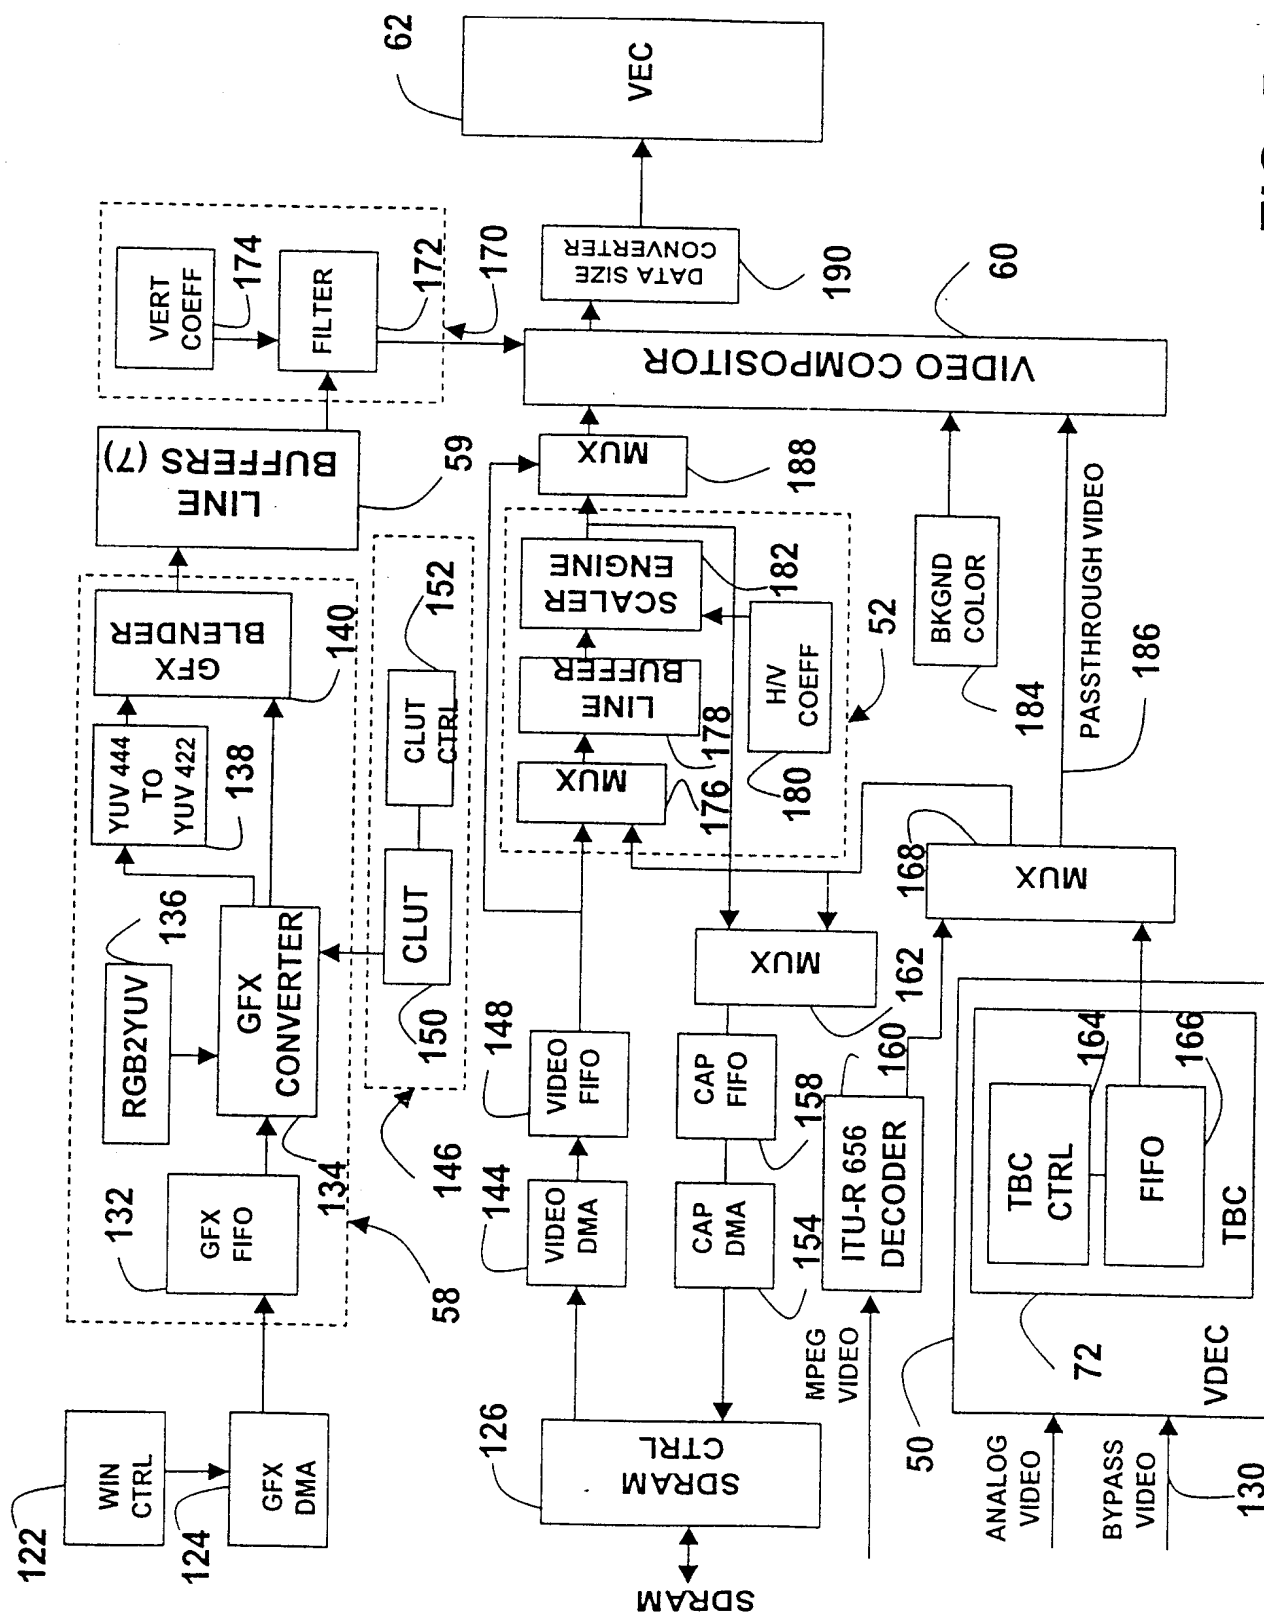 122
WIN
CTRL
124
GFX
DMA
132
GFX
FIFO
134
RGB2YUV
136
GFX
CONVERTER
YUV 444
TO
YUV 422
138
GFX
BLENDER
140
58
LINE
BUFFERS (7)
59
VERT
COEFF
174
FILTER
172
170
CLUT
150
CLUT
CTRL
152
146
SDRAM
SDRAM
CTRL
126
144
VIDEO
DMA
148
VIDEO
FIFO
CAP
DMA
154
CAP
FIFO
158
MUX
162
MUX
176
LINE
BUFFER
178
SCALER
ENGINE
182
H/V
COEFF
180
52
MUX
188
VIDEO COMPOSITOR
60
DATA SIZE
CONVERTER
190
VEC
62
BKGND
COLOR
184
PASSTHROUGH VIDEO
186
MPEG
VIDEO
ITU-R 656
DECODER
160
MUX
168
ANALOG
VIDEO
BYPASS
VIDEO
130
50
VDEC
72
TBC
CTRL
164
FIFO
166
TBC